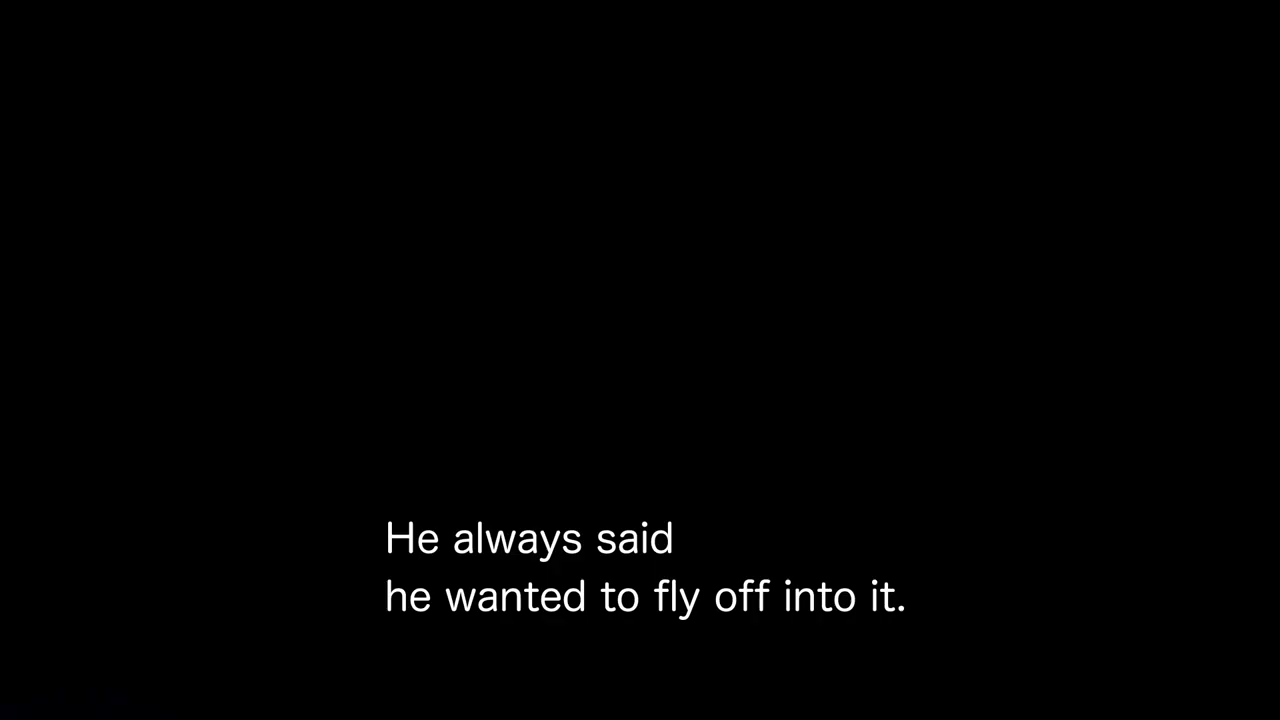 He always said
he wanted to fly off into it.